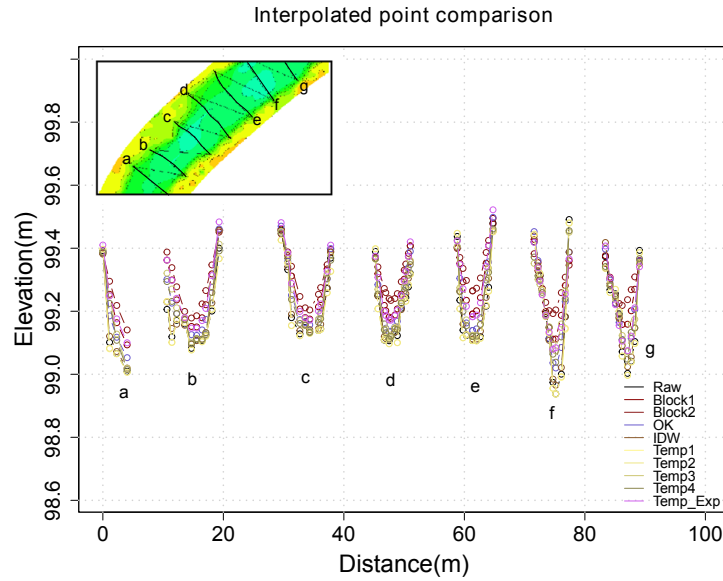 Interpolated point comparison
Elevation(m)
99.8
99.6
99.4
99.2
99.0
98.8
98.6
a
b
c
d
e
f
g
a
b
c
d
e
f
g
Raw
Block1
Block2
OK
IDW
Temp1
Temp2
Temp3
Temp4
Temp_Exp
0
20
40
60
80
100
Distance(m)